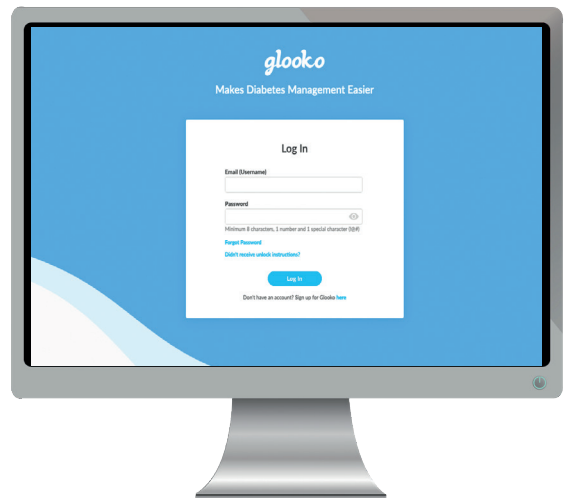 glooko
Makes Diabetes Management Easier
Log In
Email (Username)
Password
Minimum 8 characters, 1 number and 1 special character (!@#)
Forgot Password
Didn't receive unlock instructions?
Log In
Don't have an account? Sign up for Glooko here